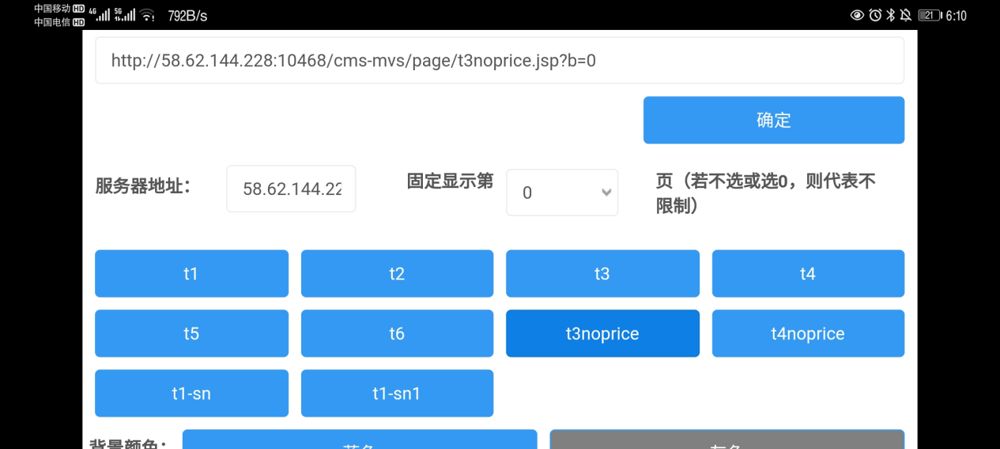 中国移动 HD 4G 5G 792B/s 21 6:10
中国电信 HD
http://58.62.144.228:10468/cms-mvs/page/t3noprice.jsp?b=0
确定
服务器地址： 58.62.144.22 固定显示第 0 页（若不选或选0，则代表不
限制）
t1 t2 t3 t4
t5 t6 t3noprice t4noprice
t1-sn t1-sn1
背景颜色：